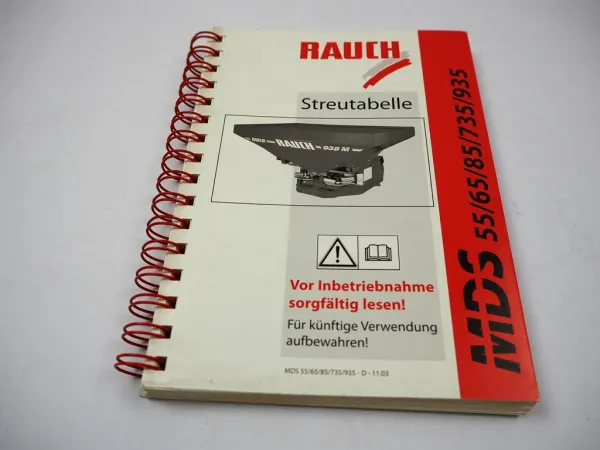 RAUCH
Streutabelle
MDS RAUCH 935 M
Vor Inbetriebnahme
sorgfältig lesen!
Für künftige Verwendung
aufbewahren!
MDS 55/65/85/735/935 - D - 11.03
MDS 55/65/85/735/935